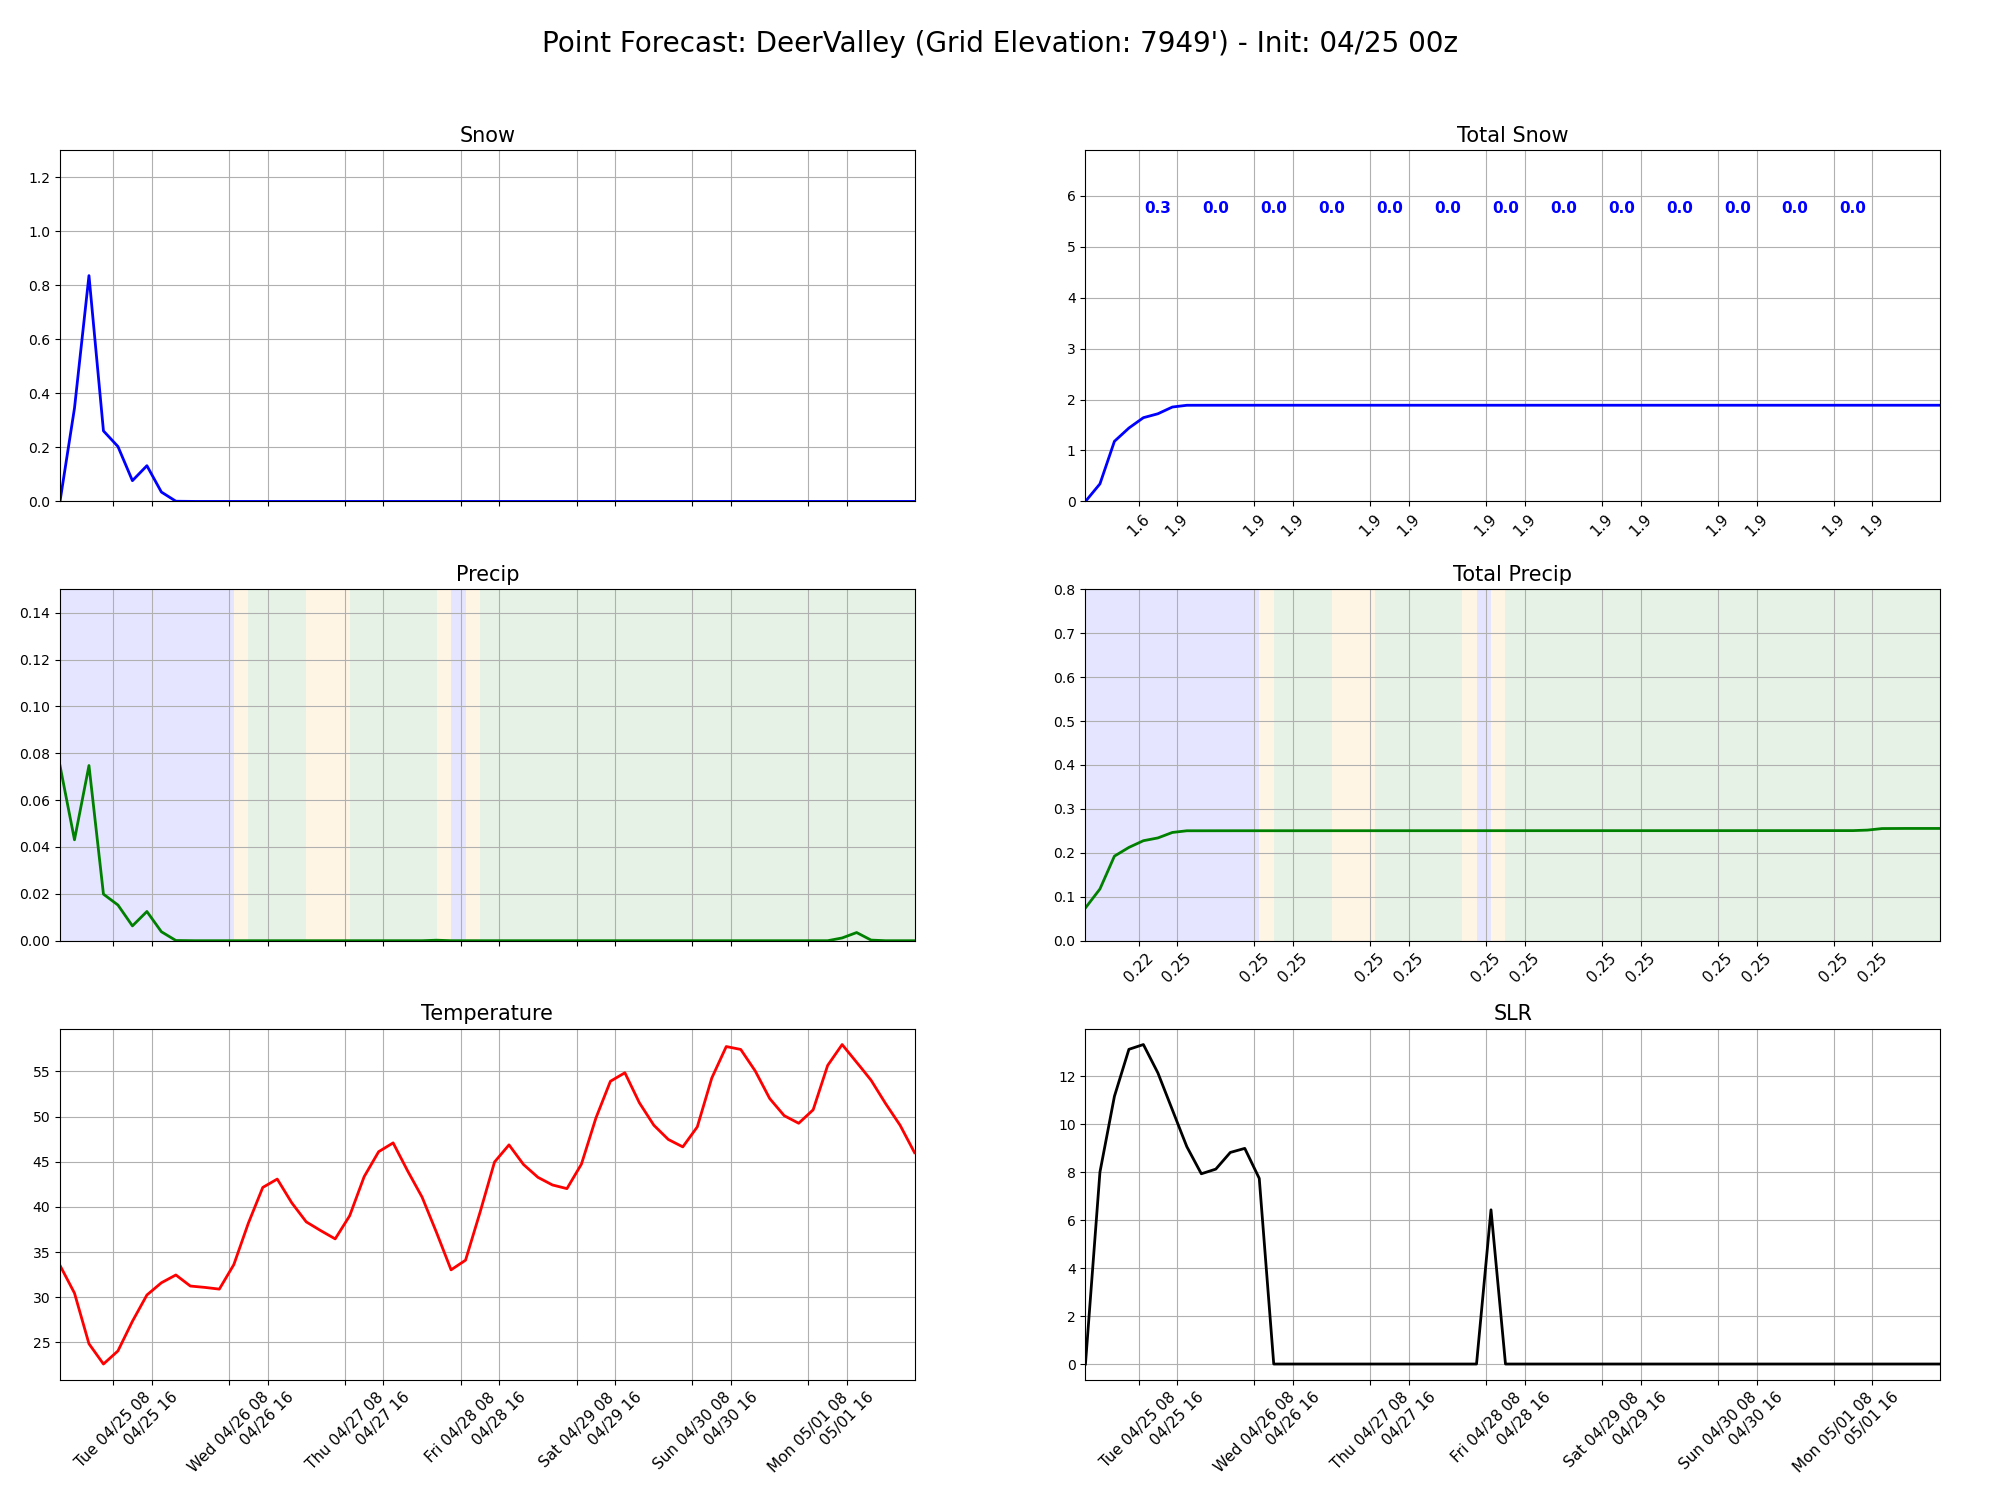 Point Forecast: DeerValley (Grid Elevation: 7949') - Init: 04/25 00z
Snow
1.2
1.0
0.8
0.6
0.4
0.2
0.0
Total Snow
6
5
4
3
2
1
0
0.3 0.0 0.0 0.0 0.0 0.0 0.0 0.0 0.0 0.0 0.0 0.0 0.0
1.6 1.9 1.9 1.9 1.9 1.9 1.9 1.9 1.9 1.9 1.9 1.9 1.9 1.9
Precip
0.14
0.12
0.10
0.08
0.06
0.04
0.02
0.00
Total Precip
0.8
0.7
0.6
0.5
0.4
0.3
0.2
0.1
0.0
0.22 0.25 0.25 0.25 0.25 0.25 0.25 0.25 0.25 0.25 0.25 0.25 0.25 0.25
Temperature
55
50
45
40
35
30
25
Tue 04/25 08
04/25 16
Wed 04/26 08
04/26 16
Thu 04/27 08
04/27 16
Fri 04/28 08
04/28 16
Sat 04/29 08
04/29 16
Sun 04/30 08
04/30 16
Mon 05/01 08
05/01 16
SLR
12
10
8
6
4
2
0
Tue 04/25 08
04/25 16
Wed 04/26 08
04/26 16
Thu 04/27 08
04/27 16
Fri 04/28 08
04/28 16
Sat 04/29 08
04/29 16
Sun 04/30 08
04/30 16
Mon 05/01 08
05/01 16